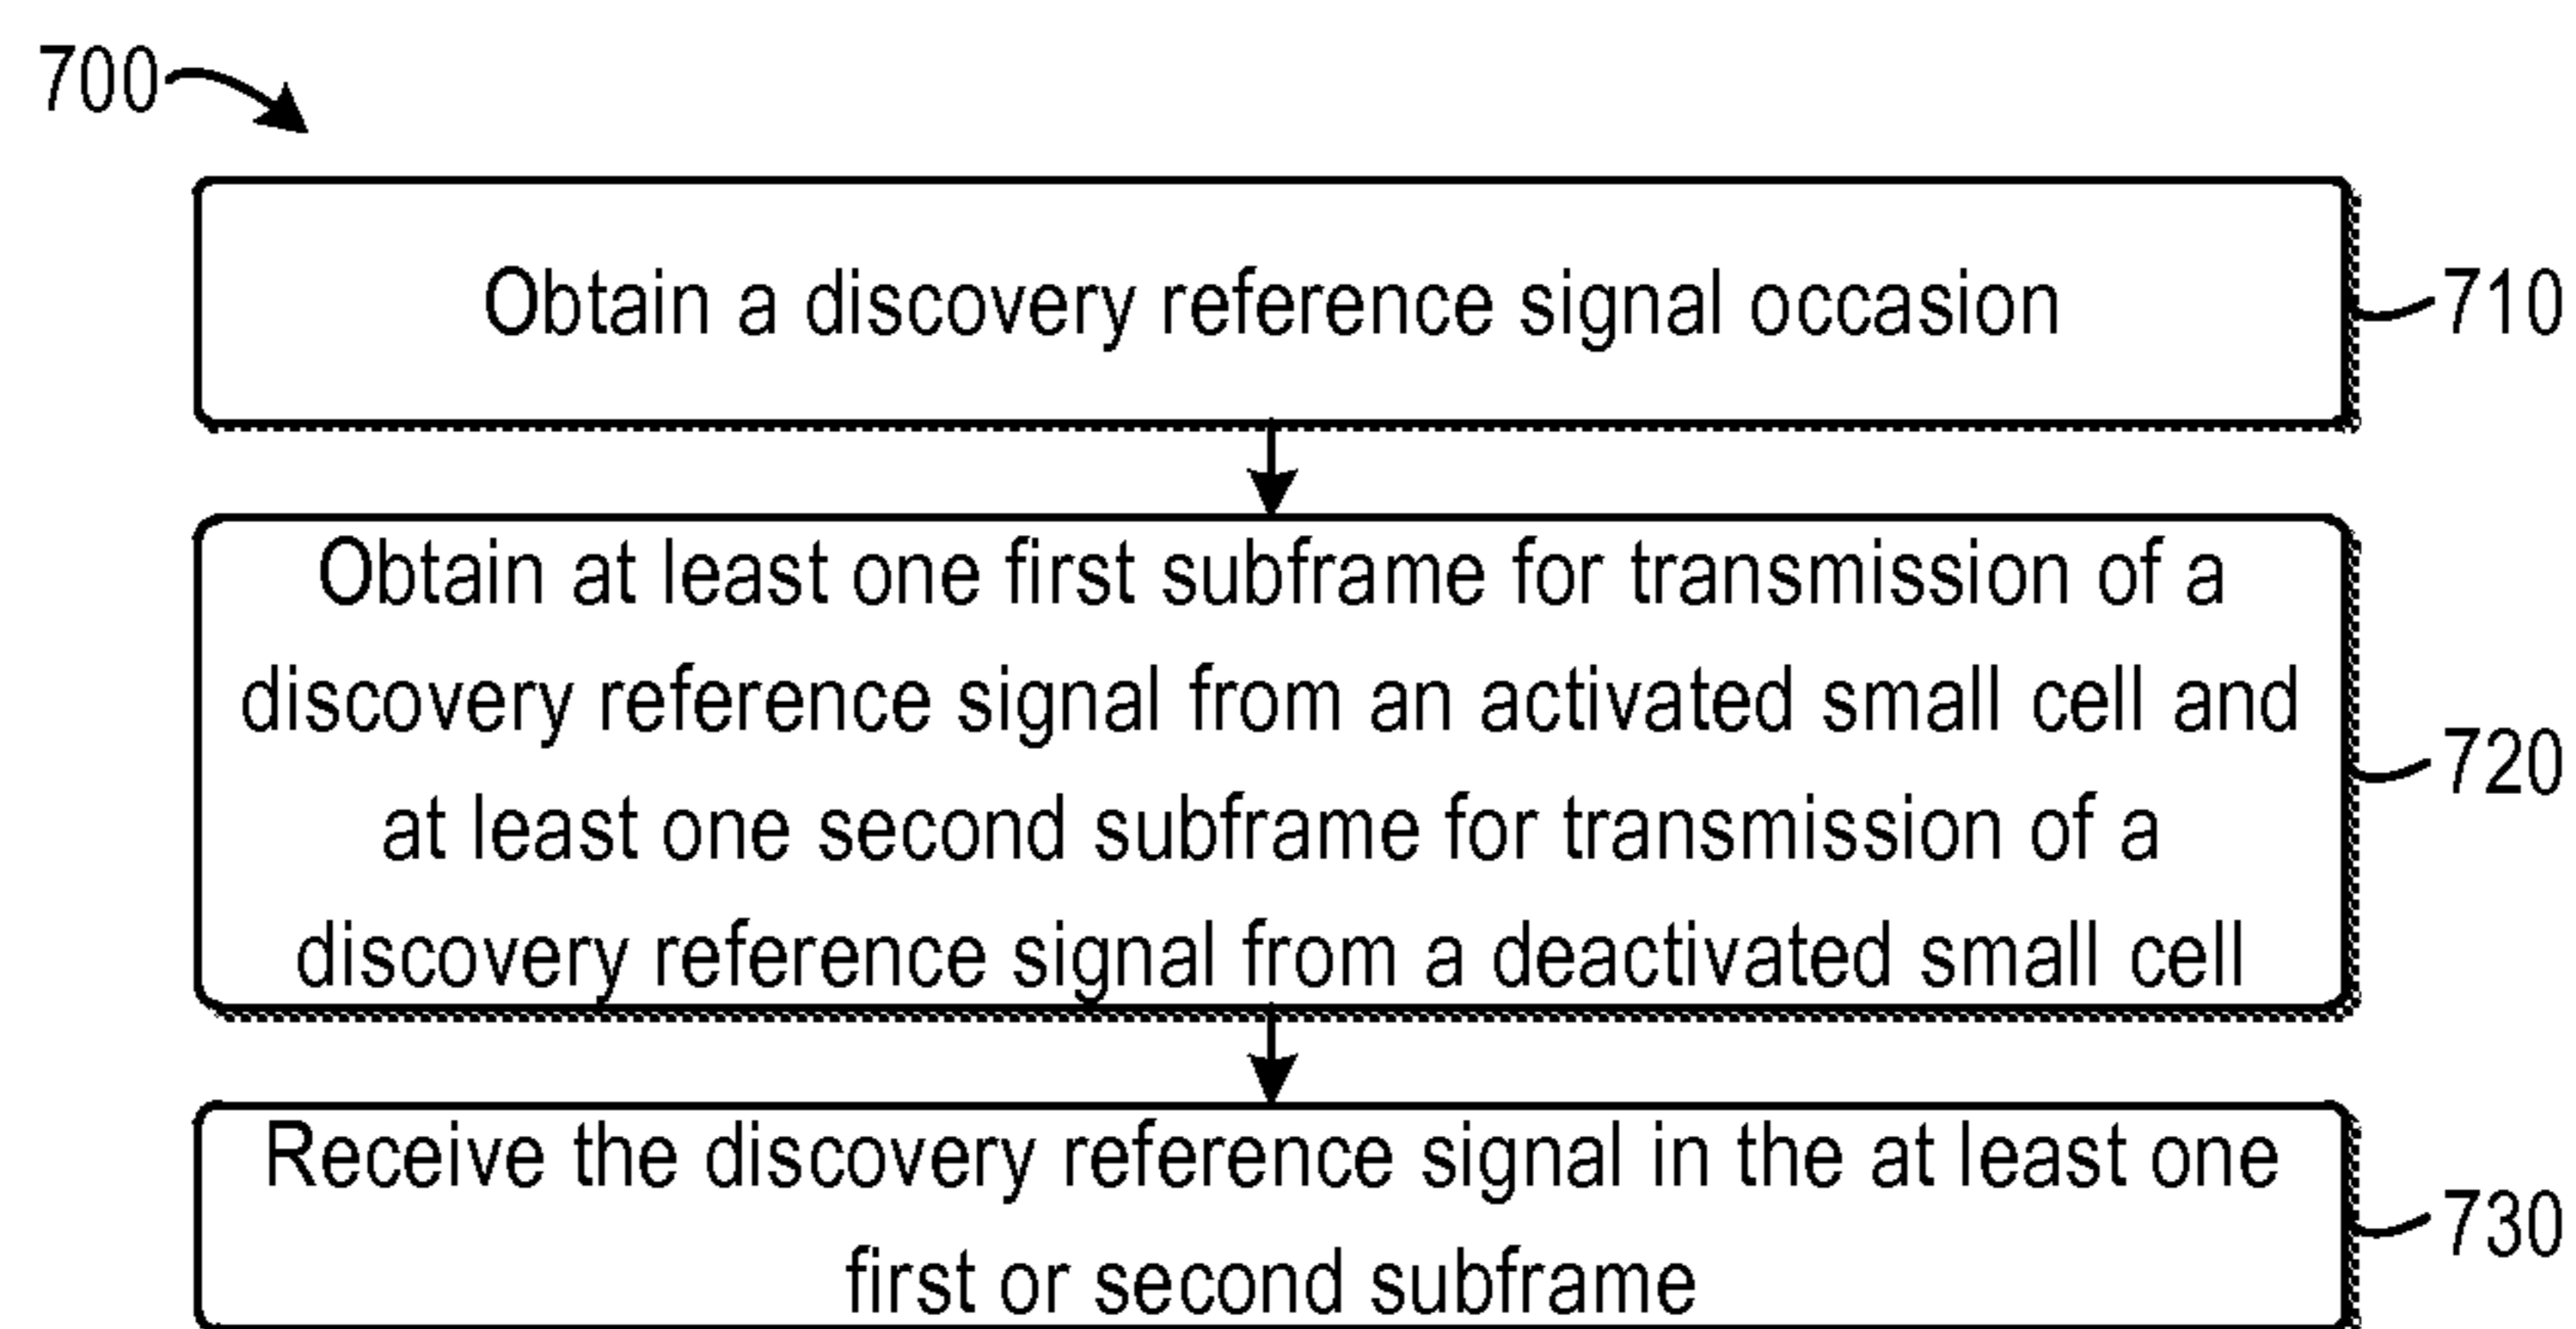 700
Obtain a discovery reference signal occasion
710
Obtain at least one first subframe for transmission of a
discovery reference signal from an activated small cell and
at least one second subframe for transmission of a
discovery reference signal from a deactivated small cell
720
Receive the discovery reference signal in the at least one
first or second subframe
730